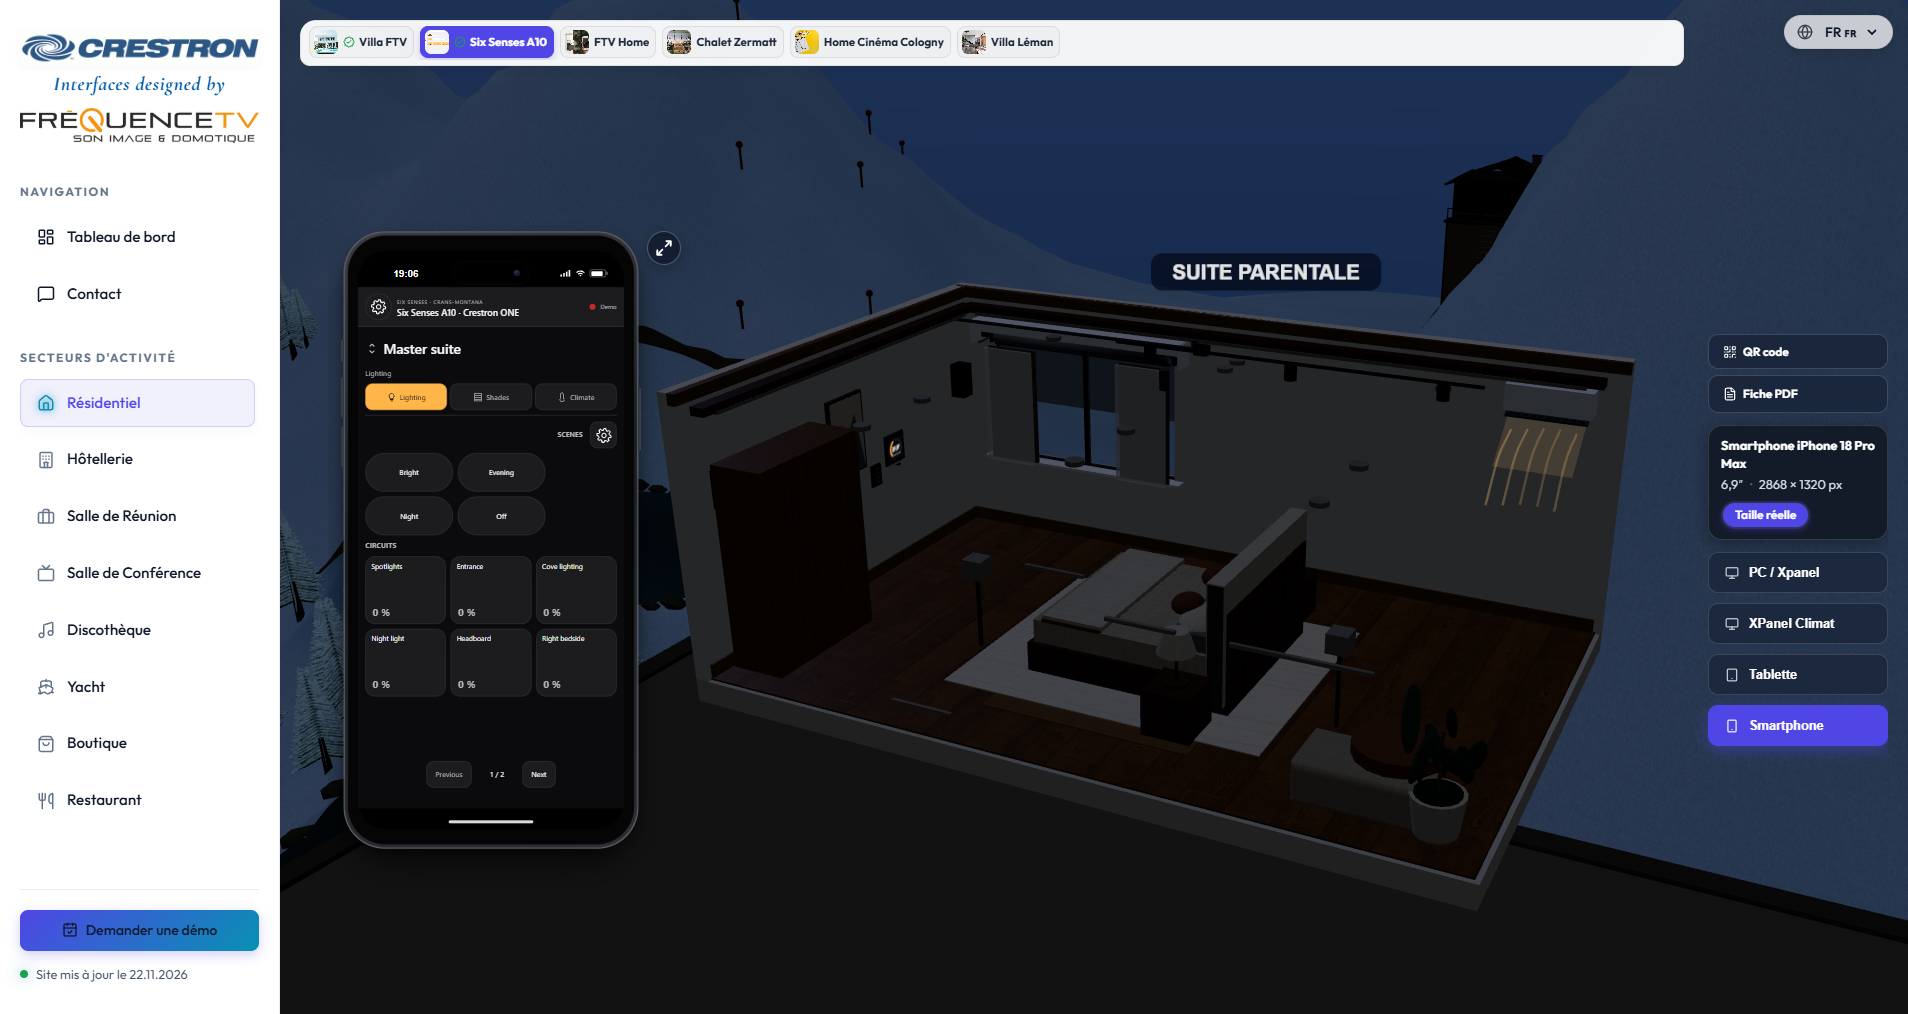 CRESTRON
Interfaces designed by
FRÉQUENCETV
SON IMAGE & DOMOTIQUE
NAVIGATION
Tableau de bord
Contact
SECTEURS D'ACTIVITÉ
Résidentiel
Hôtellerie
Salle de Réunion
Salle de Conférence
Discothèque
Yacht
Boutique
Restaurant
Demander une démo
Site mis à jour le 22.11.2026
Villa FTV
Six Senses A10
FTV Home
Chalet Zermatt
Home Cinéma Cologny
Villa Léman
FR FR
19:06
SIX SENSES - CRANS-MONTANA
Six Senses A10 - Crestron ONE
Demo
Master suite
Lighting
Lighting
Shades
Climate
SCENES
Bright
Evening
Night
Off
CIRCUITS
Spotlights
Entrance
Cove lighting
0 %
0 %
0 %
Night light
Headboard
Right bedside
0 %
0 %
0 %
Previous
1 / 2
Next
SUITE PARENTALE
QR code
Fiche PDF
Smartphone iPhone 18 Pro
Max
6,9" · 2868 × 1320 px
Taille réelle
PC / Xpanel
XPanel Climat
Tablette
Smartphone